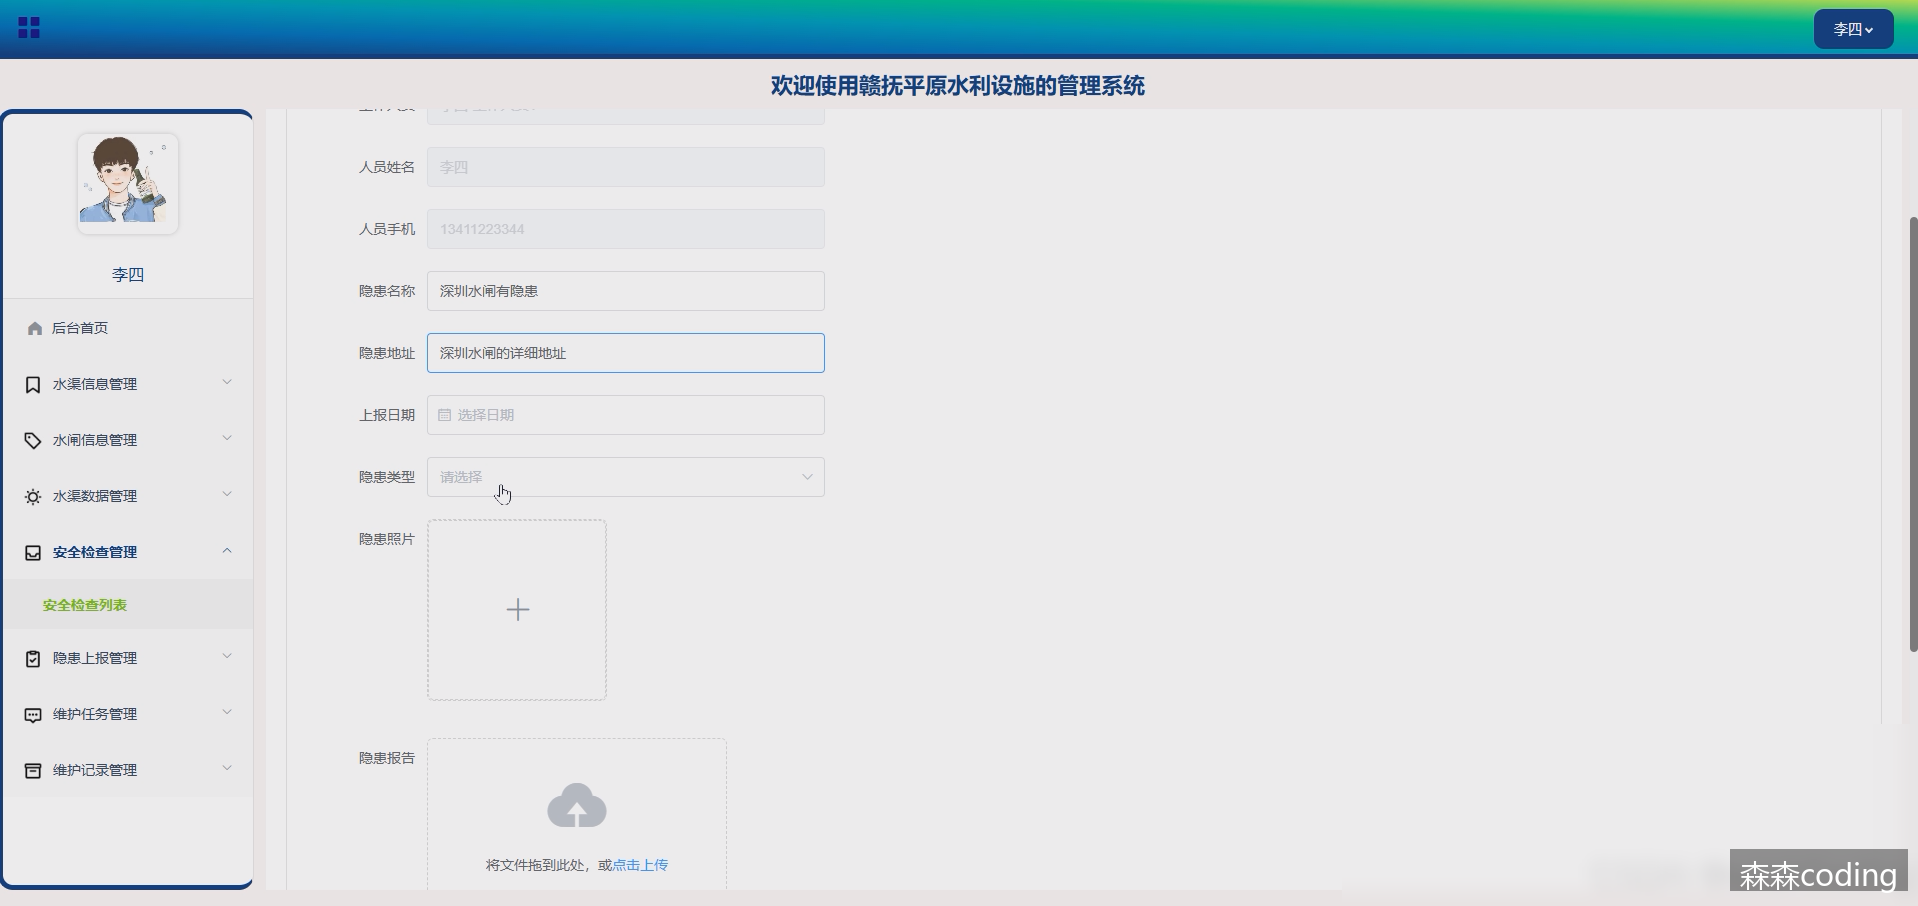 李四
欢迎使用赣抚平原水利设施的管理系统
李四
后台首页
水渠信息管理
水闸信息管理
水渠数据管理
安全检查管理
安全检查列表
隐患上报管理
维护任务管理
维护记录管理
人员姓名 李四
人员手机 13411223344
隐患名称 深圳水闸有隐患
隐患地址 深圳水闸的详细地址
上报日期 选择日期
隐患类型 请选择
隐患照片
隐患报告
将文件拖到此处，或点击上传
森森coding